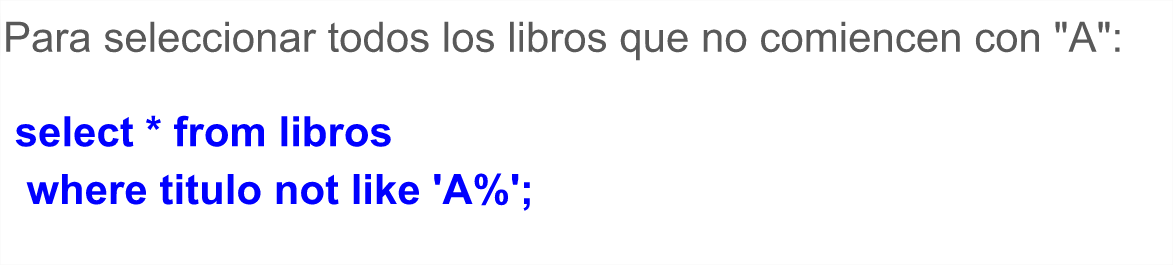 Para seleccionar todos los libros que no comiencen con "A":
select * from libros
where titulo not like 'A%';